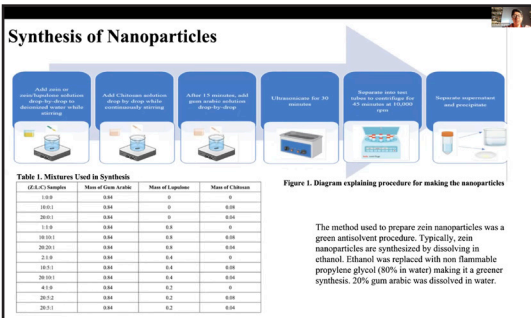 Synthesis of Nanoparticles
Add zein or
zein/lupulone solution
drop-by-drop to
deionized water while
stirring
Add Chitosan solution
drop by drop while
continuously stirring
After 15 minutes, add
gum arabic solution
drop-by-drop
Ultrasonicate for 30
minutes
Separate into test
tubes to centrifuge for
45 minutes at 10,000
rpm
Separate supernatant
and precipitate
Table 1. Mixtures Used in Synthesis
(Z:L:C) Samples Mass of Gum Arabic Mass of Lupulone Mass of Chitosan
1:0:0 0.84 0 0
10:0:1 0.84 0 0.08
20:0:1 0.84 0 0.04
1:1:0 0.84 0.8 0
10:10:1 0.84 0.8 0.08
20:20:1 0.84 0.8 0.04
2:1:0 0.84 0.4 0
10:5:1 0.84 0.4 0.08
20:10:1 0.84 0.4 0.04
4:1:0 0.84 0.2 0
20:5:2 0.84 0.2 0.08
20:5:1 0.84 0.2 0.04
Figure 1. Diagram explaining procedure for making the nanoparticles
The method used to prepare zein nanoparticles was a
green antisolvent procedure. Typically, zein
nanoparticles are synthesized by dissolving in
ethanol. Ethanol was replaced with non flammable
propylene glycol (80% in water) making it a greener
synthesis. 20% gum arabic was dissolved in water.